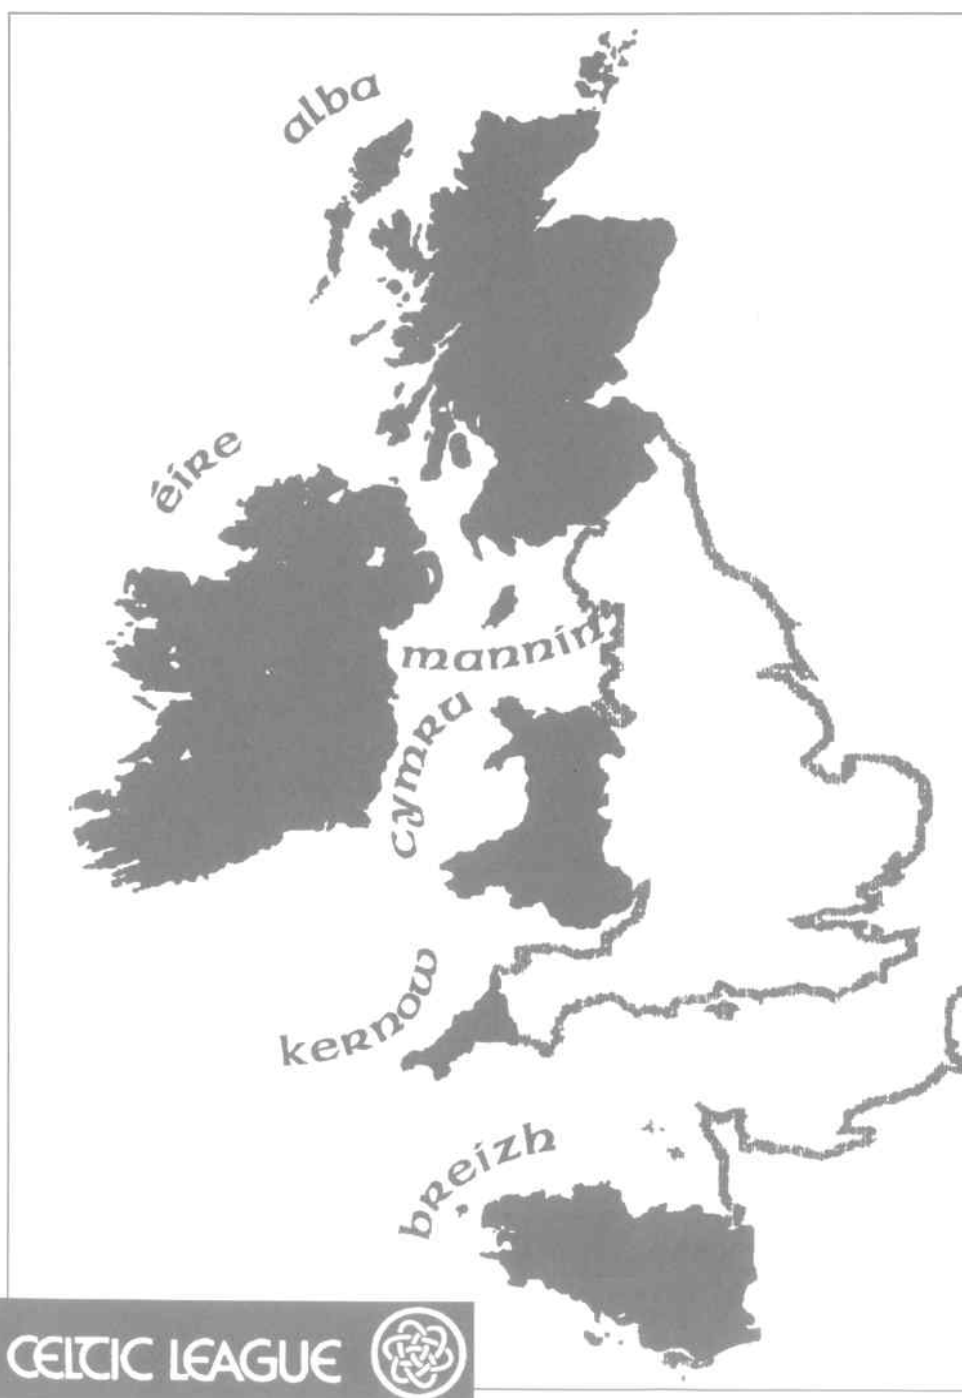 alba
éire
mannin
cymru
kernow
breizh
CELTIC LEAGUE